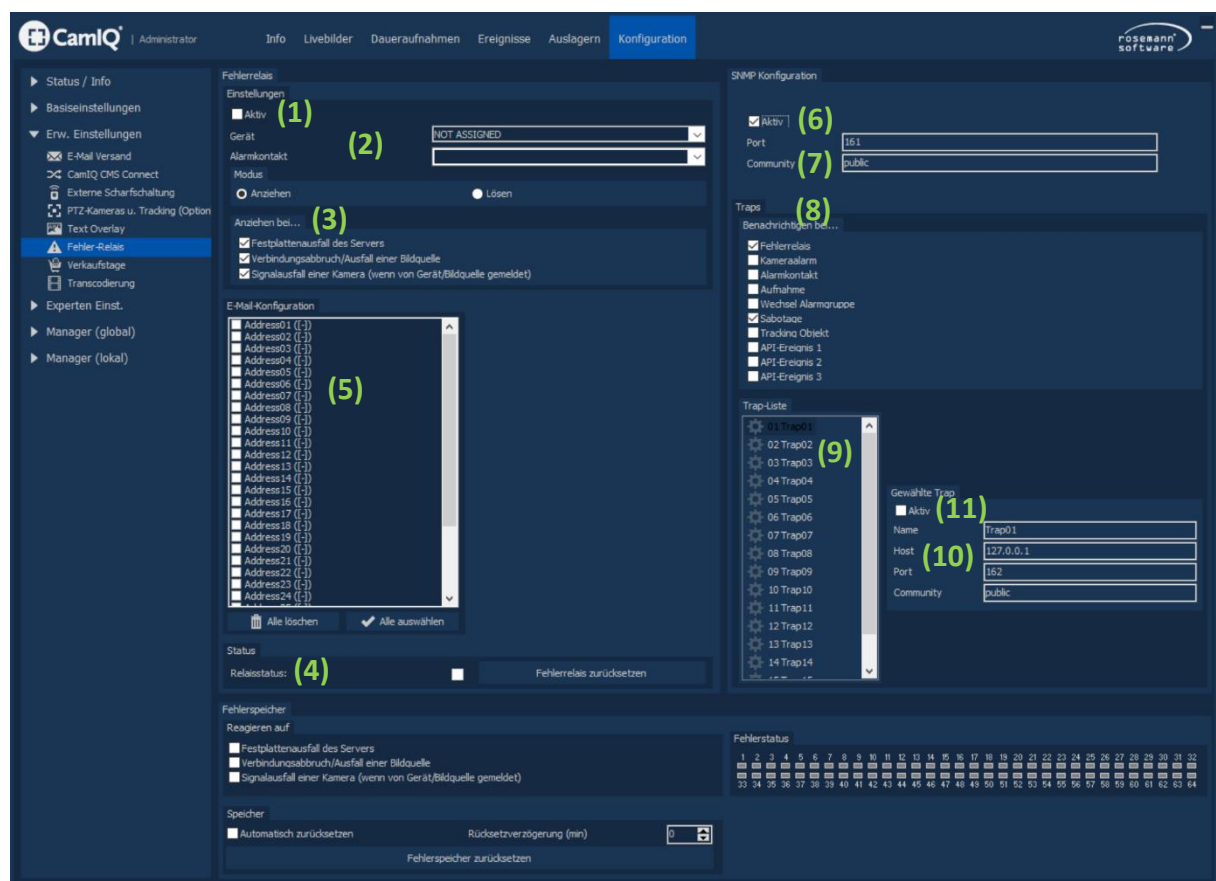 CamIQ | Administrator
Info Livebilder Daueraufnahmen Ereignisse Auslagern Konfiguration
rosemann software
Status / Info
Basiseinstellungen
Erw. Einstellungen
E-Mail Versand
CamIQ CMS Connect
Externe Scharfschaltung
PTZ-Kameras u. Tracking (Option
Text Overlay
Fehler-Relais
Verkaufstage
Transcodierung
Experten Einst.
Manager (global)
Manager (lokal)
Fehlerrelais
Einstellungen
Aktiv (1)
Gerät (2) NOT ASSIGNED
Alarmkontakt
Modus
Anziehen Lösen
Anziehen bei... (3)
Festplattenausfall des Servers
Verbindungsabbruch/Ausfall einer Bildquelle
Signalausfall einer Kamera (wenn von Gerät/Bildquelle gemeldet)
E-Mail-Konfiguration
Address01 ([-])
Address02 ([-])
Address03 ([-])
Address04 ([-])
Address05 ([-])
Address06 ([-])
(5)
Address07 ([-])
Address08 ([-])
Address09 ([-])
Address10 ([-])
Address11 ([-])
Address12 ([-])
Address13 ([-])
Address14 ([-])
Address15 ([-])
Address16 ([-])
Address17 ([-])
Address18 ([-])
Address19 ([-])
Address20 ([-])
Address21 ([-])
Address22 ([-])
Address23 ([-])
Address24 ([-])
Alle löschen Alle auswählen
Status
Relaisstatus: (4) Fehlerrelais zurücksetzen
SNMP Konfiguration
Aktiv (6)
Port 161
Community (7) public
Traps
(8)
Benachrichtigen bei...
Fehlerrelais
Kameraalarm
Alarmkontakt
Aufnahme
Wechsel Alarmgruppe
Sabotage
Tracking Objekt
API-Ereignis 1
API-Ereignis 2
API-Ereignis 3
Trap-Liste
01 Trap01
02 Trap02
(9)
03 Trap03
04 Trap04
05 Trap05
06 Trap06
07 Trap07
08 Trap08
09 Trap09
10 Trap10
11 Trap11
12 Trap12
13 Trap13
14 Trap14
Gewählte Trap
Aktiv (11)
Name Trap01
Host (10) 127.0.0.1
Port 162
Community public
Fehlerspeicher
Reagieren auf
Festplattenausfall des Servers
Verbindungsabbruch/Ausfall einer Bildquelle
Signalausfall einer Kamera (wenn von Gerät/Bildquelle gemeldet)
Speicher
Automatisch zurücksetzen Rücksetzverzögerung (min) 0
Fehlerspeicher zurücksetzen
Fehlerstatus
1 2 3 4 5 6 7 8 9 10 11 12 13 14 15 16 17 18 19 20 21 22 23 24 25 26 27 28 29 30 31 32
33 34 35 36 37 38 39 40 41 42 43 44 45 46 47 48 49 50 51 52 53 54 55 56 57 58 59 60 61 62 63 64